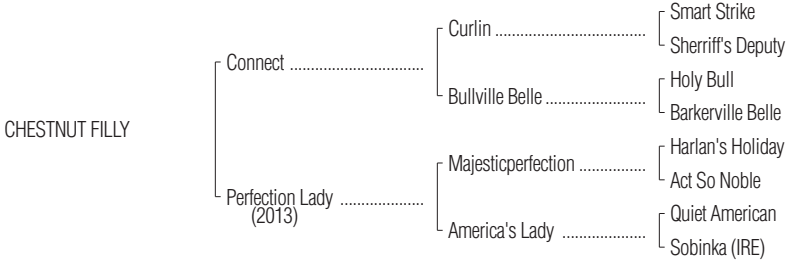 Smart Strike
Curlin ....................................
Sherriff's Deputy
Connect ................................
Holy Bull
Bullville Belle ........................
Barkerville Belle
CHESTNUT FILLY
Harlan's Holiday
Majesticperfection ................
Act So Noble
Perfection Lady ....................
(2013)
Quiet American
America's Lady ....................
Sobinka (IRE)